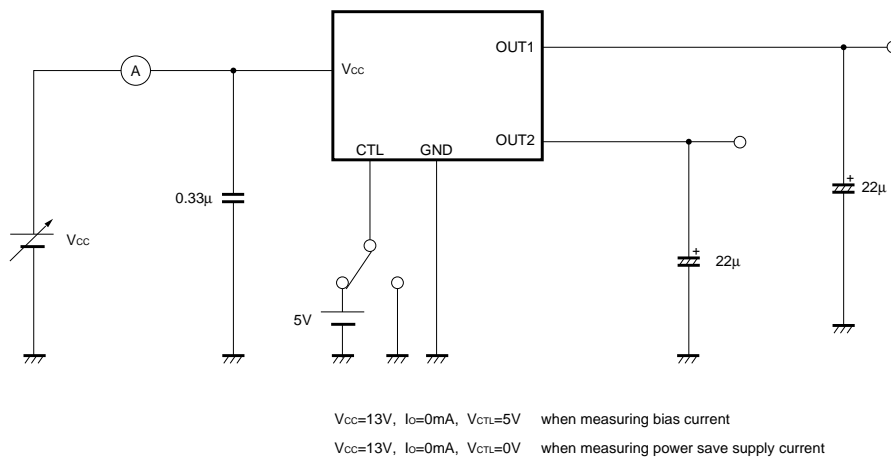 OUT1
A
VCC
OUT2
CTL GND
0.33μ
22μ
VCC
22μ
5V
VCC=13V, IO=0mA, VCTL=5V when measuring bias current
VCC=13V, IO=0mA, VCTL=0V when measuring power save supply current
+
+